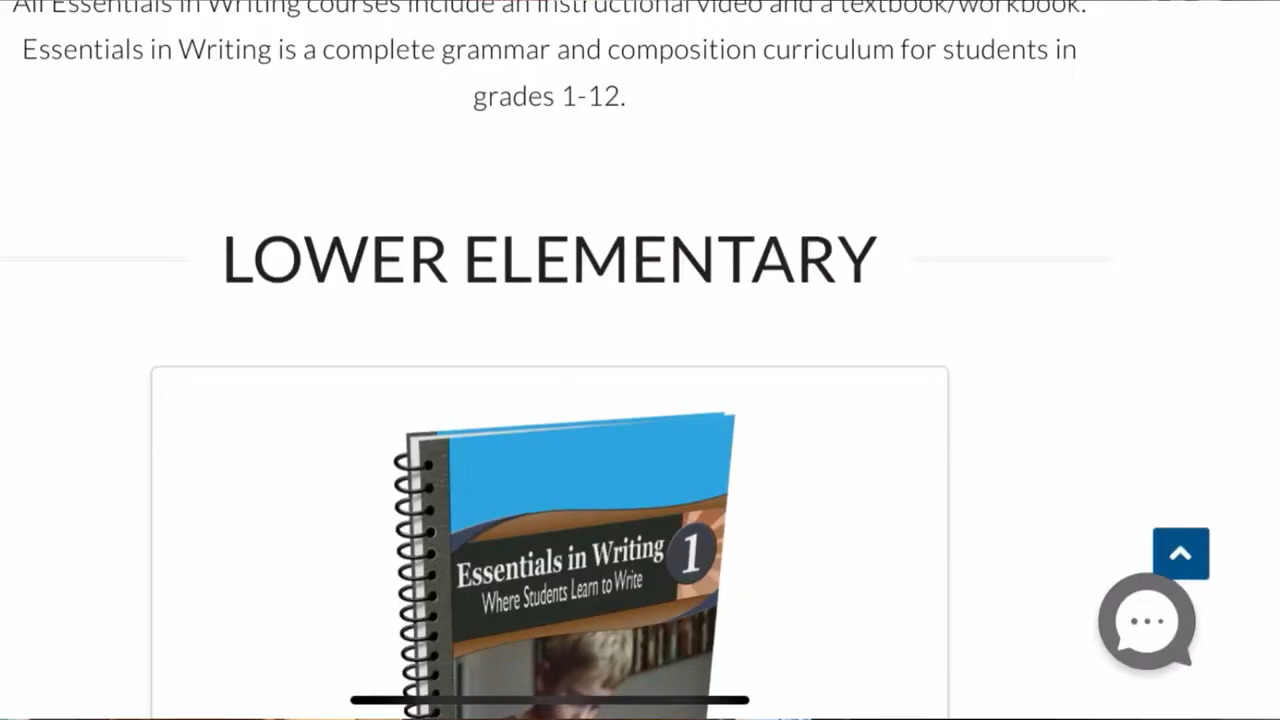 All Essentials in Writing courses include an instructional video and a textbook/workbook.
Essentials in Writing is a complete grammar and composition curriculum for students in
grades 1-12.
LOWER ELEMENTARY
Essentials in Writing 1
Where Students Learn to Write